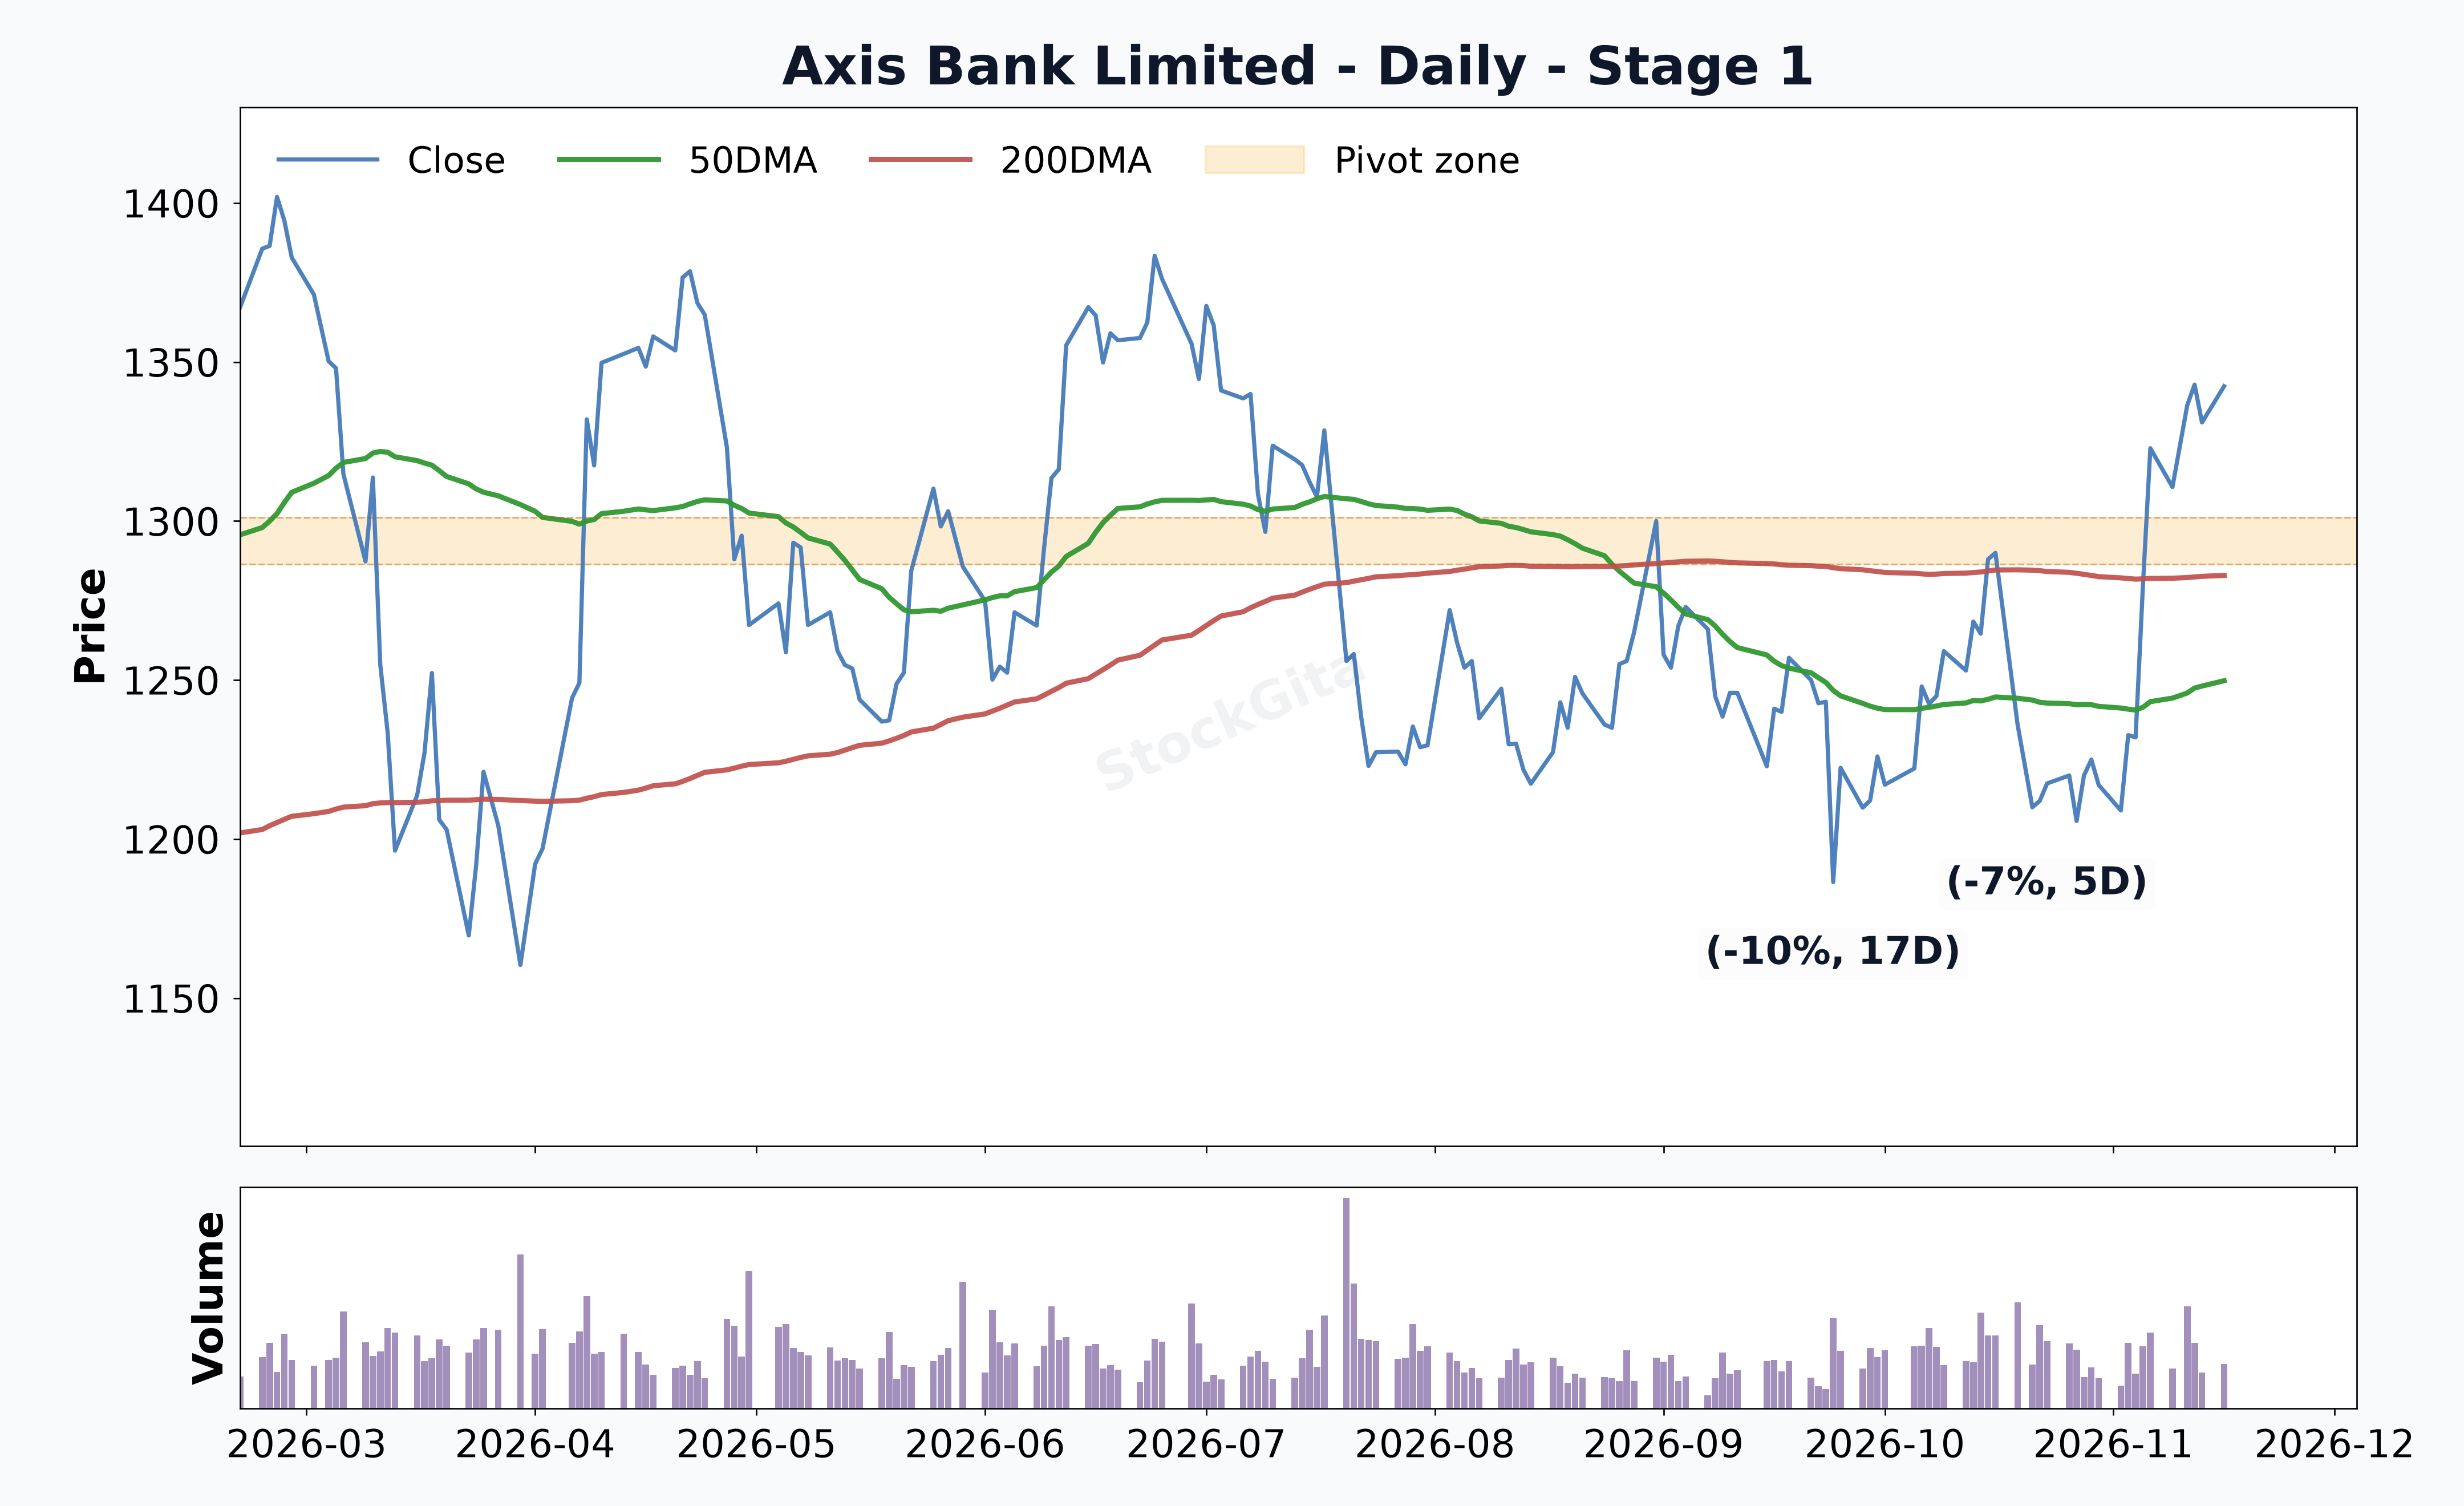 Axis Bank Limited - Daily - Stage 1
Close 50DMA 200DMA Pivot zone
1400
1350
1300
1250
1200
1150
Price
StockGita
(-7%, 5D)
(-10%, 17D)
Volume
2026-03 2026-04 2026-05 2026-06 2026-07 2026-08 2026-09 2026-10 2026-11 2026-12